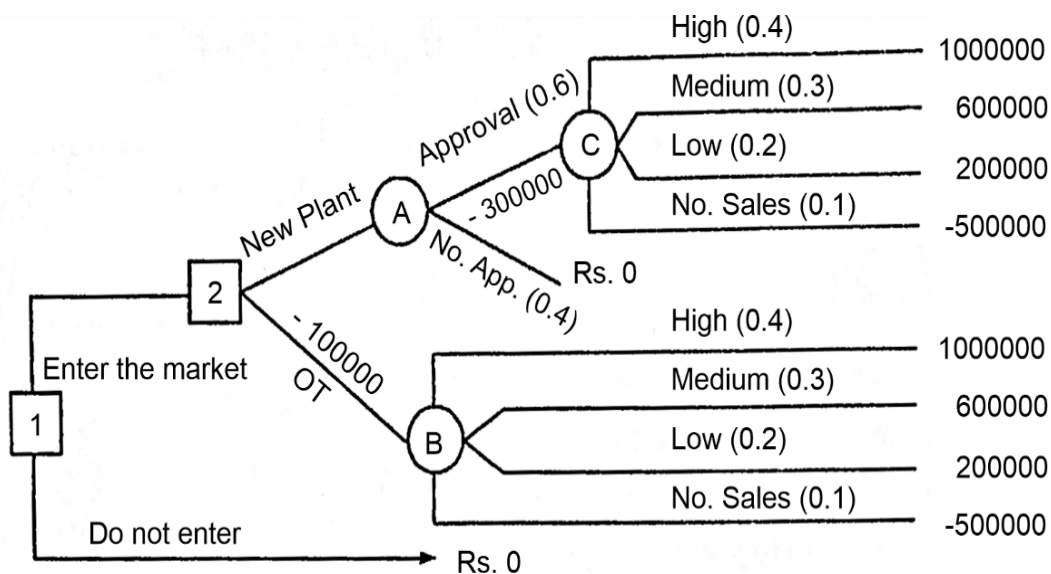 High (0.4)
1000000
Medium (0.3)
600000
Low (0.2)
200000
No. Sales (0.1)
-500000
Approval (0.6)
C
- 300000
New Plant
A
No. App. (0.4)
Rs. 0
2
- 100000
OT
High (0.4)
1000000
Medium (0.3)
600000
Low (0.2)
200000
No. Sales (0.1)
-500000
B
Enter the market
1
Do not enter
Rs. 0